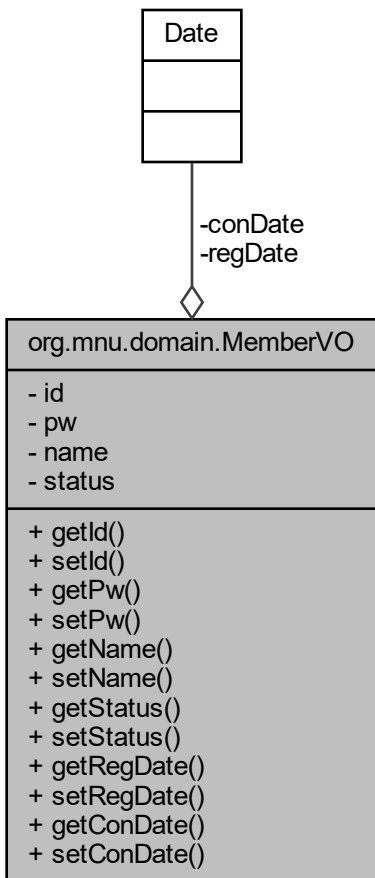 Date
-conDate
-regDate
org.mnu.domain.MemberVO
- id
- pw
- name
- status
+ getId()
+ setId()
+ getPw()
+ setPw()
+ getName()
+ setName()
+ getStatus()
+ setStatus()
+ getRegDate()
+ setRegDate()
+ getConDate()
+ setConDate()